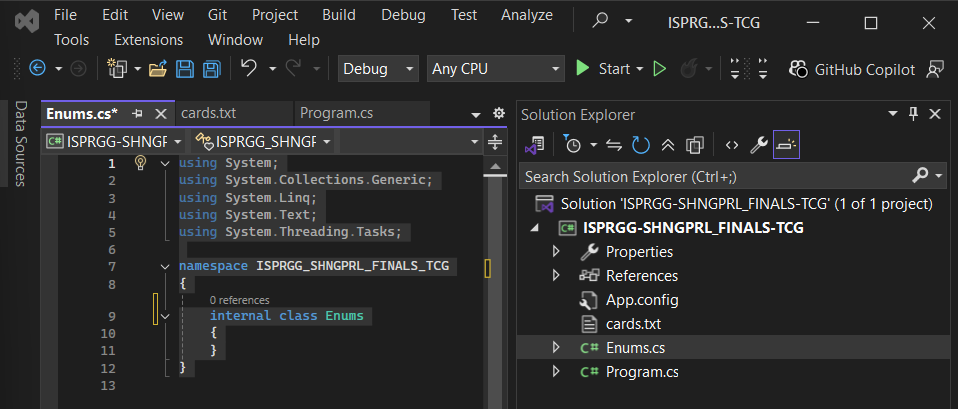 File Edit View Git Project Build Debug Test Analyze
ISPRG...S-TCG
Tools Extensions Window Help
Debug Any CPU Start GitHub Copilot
Data Sources
Enums.cs* cards.txt Program.cs
C# ISPRGG-SHNGF ISPRGG_SHNGF
1 using System;
2 using System.Collections.Generic;
3 using System.Linq;
4 using System.Text;
5 using System.Threading.Tasks;
6
7 namespace ISPRGG_SHNGPRL_FINALS_TCG
8 {
0 references
9 internal class Enums
10 {
11 }
12 }
13
Solution Explorer
Search Solution Explorer (Ctrl+;)
Solution 'ISPRGG-SHNGPRL_FINALS-TCG' (1 of 1 project)
C# ISPRGG-SHNGPRL_FINALS-TCG
Properties
References
App.config
cards.txt
C# Enums.cs
C# Program.cs